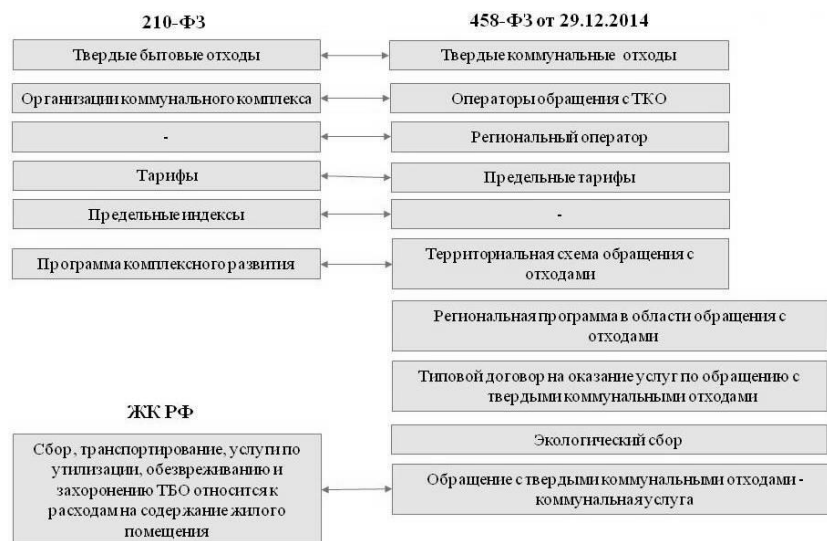 210-ФЗ
458-ФЗ от 29.12.2014
Твердые бытовые отходы
Твердые коммунальные отходы
Организации коммунального комплекса
Операторы обращения с ТКО
-
Региональный оператор
Тарифы
Предельные тарифы
Предельные индексы
-
Программа комплексного развития
Территориальная схема обращения с
отходами
Региональная программа в области обращения с
отходами
Типовой договор на оказание услуг по обращению с
твердыми коммунальными отходами
Экологический сбор
ЖК РФ
Сбор, транспортирование, услуги по
утилизации, обезвреживанию и
захоронению ТБО относится к
расходам на содержание жилого
помещения
Обращение с твердыми коммунальными отходами -
коммунальная услуга